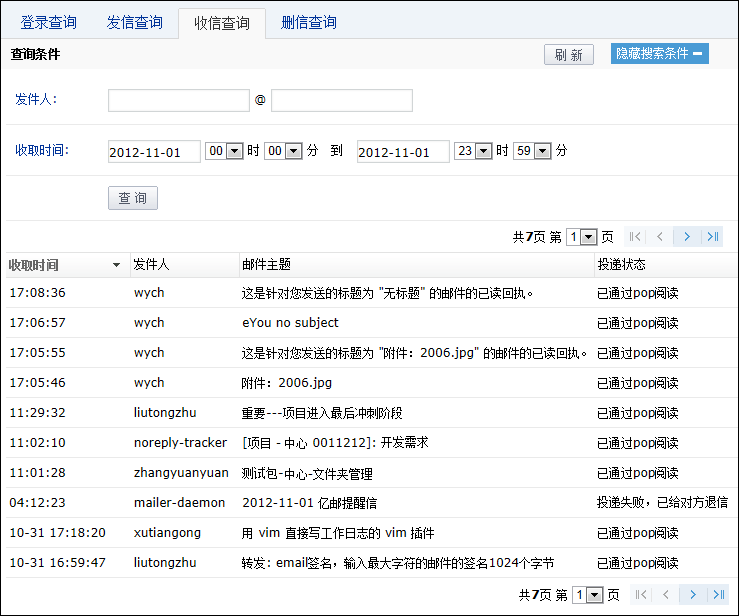 登录查询 发信查询 收信查询 删信查询
查询条件 刷 新 隐藏搜索条件
发件人： @
收取时间： 2012-11-01 00 时 00 分 到 2012-11-01 23 时 59 分
查 询
共7页 第 1 页
收取时间 发件人 邮件主题 投递状态
17:08:36 wych 这是针对您发送的标题为 "无标题" 的邮件的已读回执。 已通过pop阅读
17:06:57 wych eYou no subject 已通过pop阅读
17:05:55 wych 这是针对您发送的标题为 "附件：2006.jpg" 的邮件的已读回执。 已通过pop阅读
17:05:46 wych 附件：2006.jpg 已通过pop阅读
11:29:32 liutongzhu 重要---项目进入最后冲刺阶段 已通过pop阅读
11:02:10 noreply-tracker [项目 - 中心 0011212]: 开发需求 已通过pop阅读
11:01:28 zhangyuanyuan 测试包-中心-文件夹管理 已通过pop阅读
04:12:23 mailer-daemon 2012-11-01 亿邮提醒信 投递失败，已给对方退信
10-31 17:18:20 xutiangong 用 vim 直接写工作日志的 vim 插件 已通过pop阅读
10-31 16:59:47 liutongzhu 转发：email签名，输入最大字符的邮件的签名1024个字节 已通过pop阅读
共7页 第 1 页